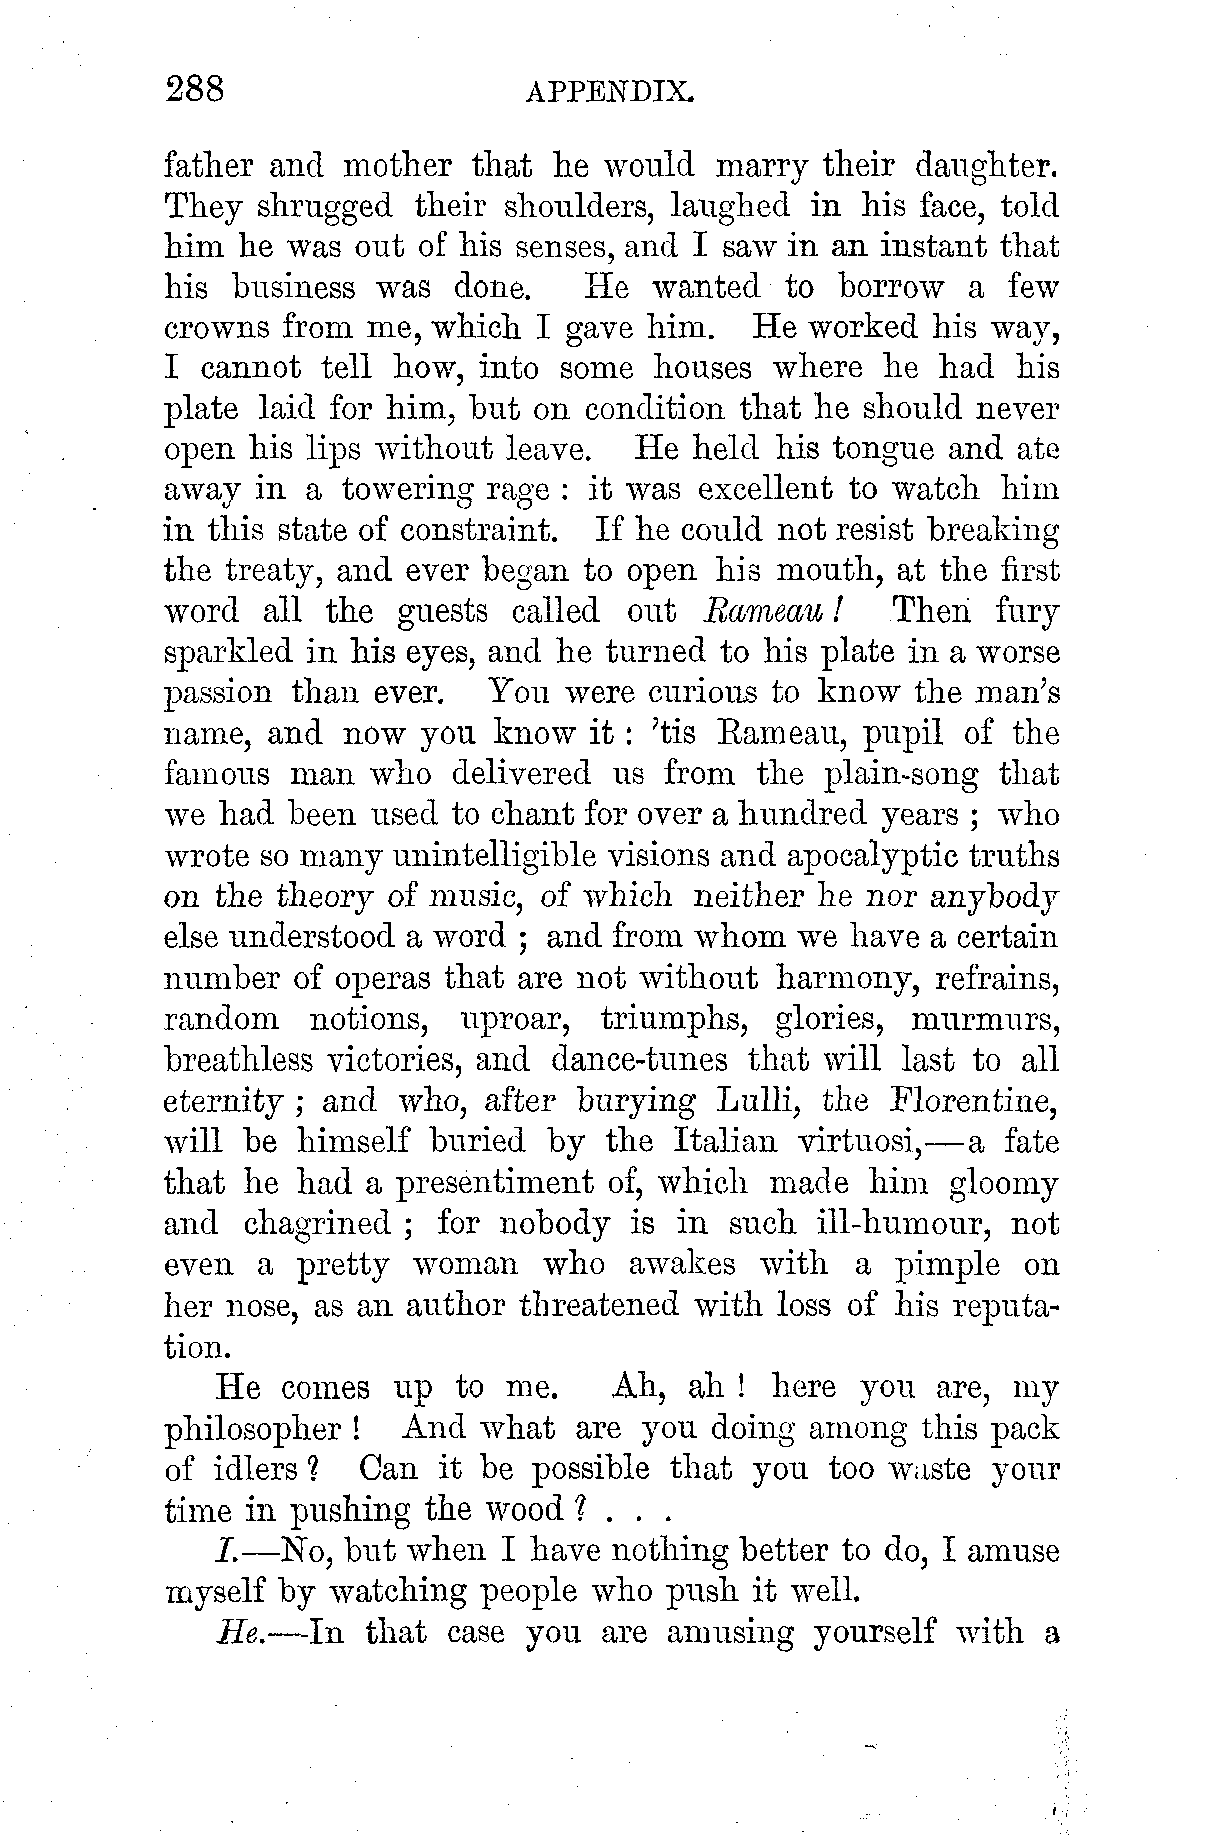 288 APPENDIX.
father and mother that he would marry their daughter.
They shrugged their shoulders, laughed in his face, told
him he was out of his senses, and I saw in an instant that
his business was done. He wanted to borrow a few
crowns from me, which I gave him. He worked his way,
I cannot tell how, into some houses where he had his
plate laid for him, but on condition that he should never
open his lips without leave. He held his tongue and ate
away in a towering rage : it was excellent to watch him
in this state of constraint. If he could not resist breaking
the treaty, and ever began to open his mouth, at the first
word all the guests called out Rameau ! Then fury
sparkled in his eyes, and he turned to his plate in a worse
passion than ever. You were curious to know the man's
name, and now you know it : 'tis Rameau, pupil of the
famous man who delivered us from the plain-song that
we had been used to chant for over a hundred years ; who
wrote so many unintelligible visions and apocalyptic truths
on the theory of music, of which neither he nor anybody
else understood a word ; and from whom we have a certain
number of operas that are not without harmony, refrains,
random notions, uproar, triumphs, glories, murmurs,
breathless victories, and dance-tunes that will last to all
eternity ; and who, after burying Lulli, the Florentine,
will be himself buried by the Italian virtuosi,—a fate
that he had a presentiment of, which made him gloomy
and chagrined ; for nobody is in such ill-humour, not
even a pretty woman who awakes with a pimple on
her nose, as an author threatened with loss of his reputa-
tion.
He comes up to me. Ah, ah ! here you are, my
philosopher ! And what are you doing among this pack
of idlers ? Can it be possible that you too waste your
time in pushing the wood ? . . .
I.—No, but when I have nothing better to do, I amuse
myself by watching people who push it well.
He.—In that case you are amusing yourself with a